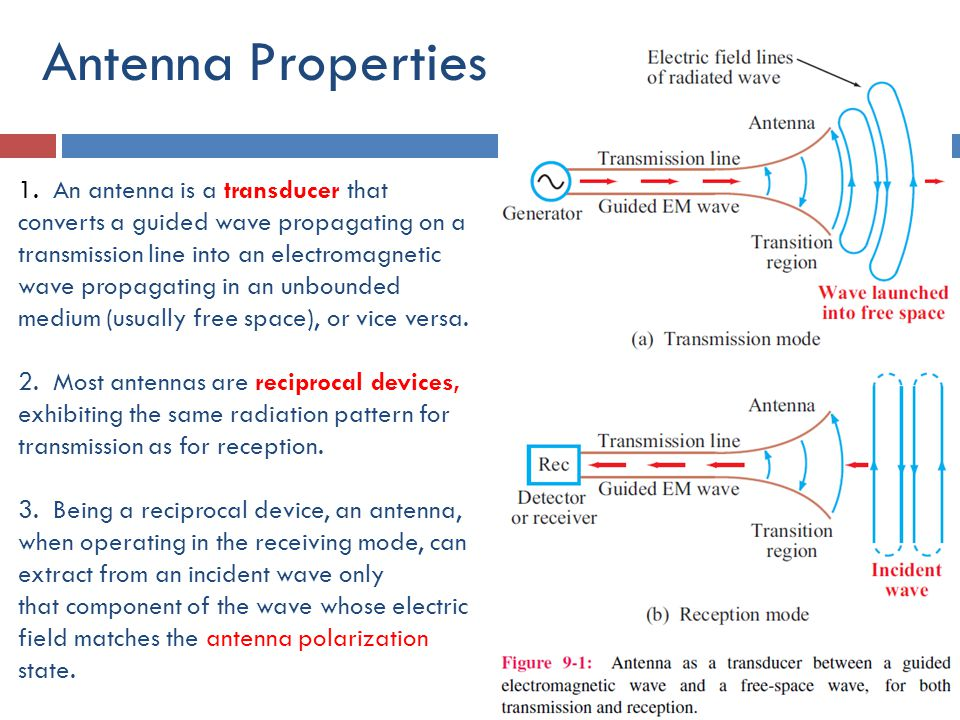 Antenna Properties
1. An antenna is a transducer that
converts a guided wave propagating on a
transmission line into an electromagnetic
wave propagating in an unbounded
medium (usually free space), or vice versa.
2. Most antennas are reciprocal devices,
exhibiting the same radiation pattern for
transmission as for reception.
3. Being a reciprocal device, an antenna,
when operating in the receiving mode, can
extract from an incident wave only
that component of the wave whose electric
field matches the antenna polarization
state.
Electric field lines
of radiated wave
Antenna
Transmission line
Generator
Guided EM wave
Transition
region
Wave launched
into free space
(a) Transmission mode
Antenna
Transmission line
Rec
Guided EM wave
Detector
or receiver
Transition
region
Incident
wave
(b) Reception mode
Figure 9-1: Antenna as a transducer between a guided
electromagnetic wave and a free-space wave, for both
transmission and reception.